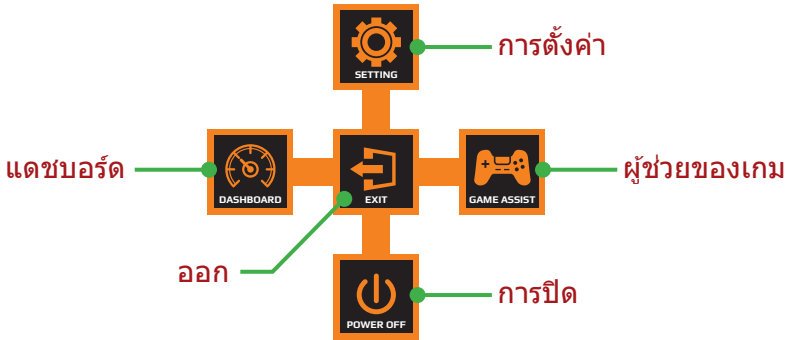 การตั้งค่า
SETTING
แดชบอร์ด
ผู้ช่วยของเกม
DASHBOARD
EXIT
GAME ASSIST
ออก
การปิด
POWER OFF